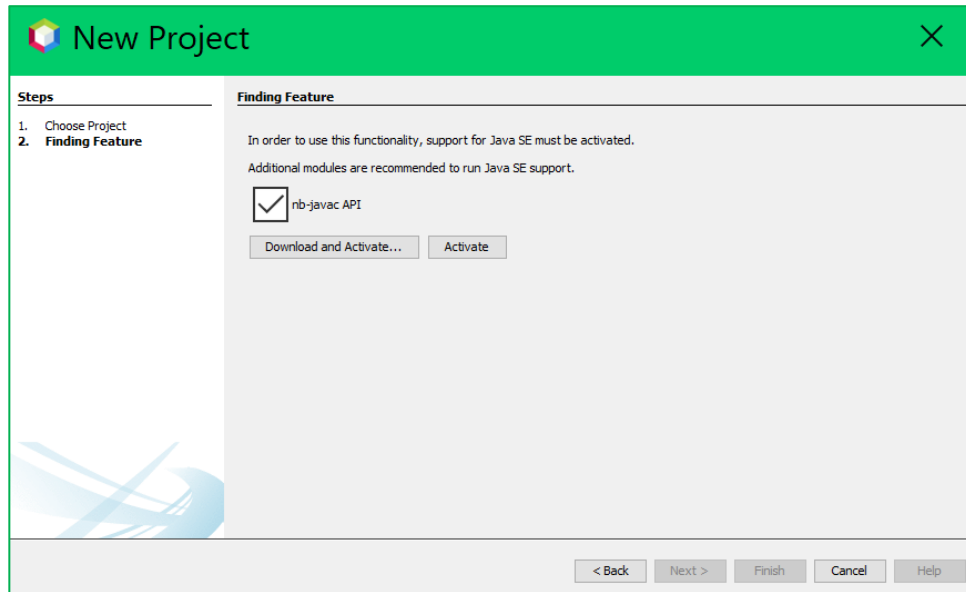 New Project
Steps
1. Choose Project
2. Finding Feature
Finding Feature
In order to use this functionality, support for Java SE must be activated.
Additional modules are recommended to run Java SE support.
nb-javac API
Download and Activate... Activate
< Back Next > Finish Cancel Help